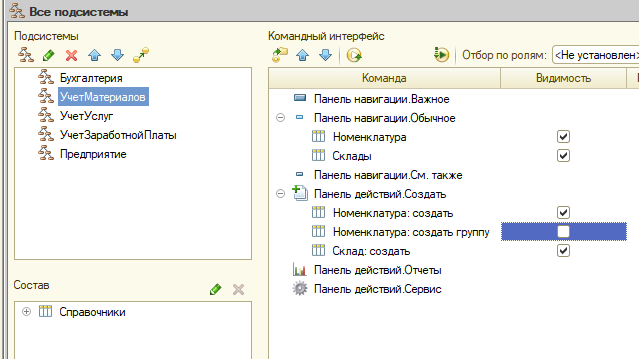 Все подсистемы
Подсистемы
Бухгалтерия
УчетМатериалов
УчетУслуг
УчетЗаработнойПлаты
Предприятие
Состав
Справочники
Командный интерфейс
Отбор по ролям: <Не установлен>
Команда Видимость
Панель навигации.Важное
Панель навигации.Обычное
Номенклатура
Склады
Панель навигации.См. также
Панель действий.Создать
Номенклатура: создать
Номенклатура: создать группу
Склад: создать
Панель действий.Отчеты
Панель действий.Сервис